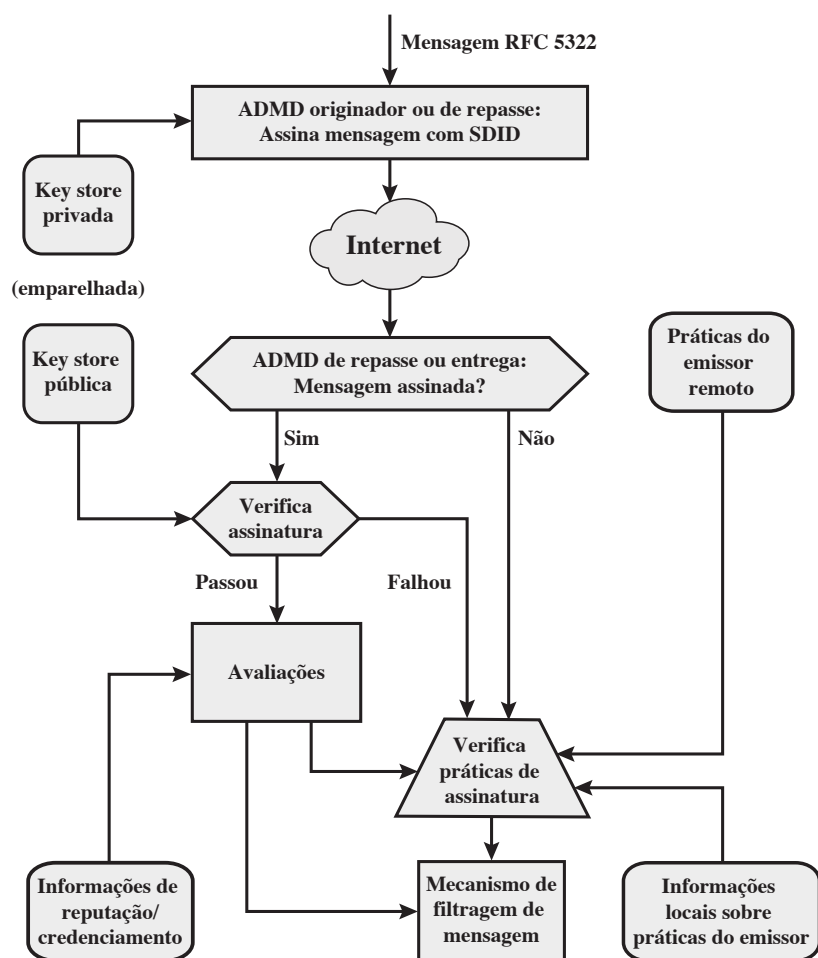 Mensagem RFC 5322
ADMD originador ou de repasse:
Assina mensagem com SDID
Key store
privada
Internet
(emparelhada)
Key store
pública
ADMD de repasse ou entrega:
Mensagem assinada?
Práticas do
emissor
remoto
Sim
Não
Verifica
assinatura
Passou
Falhou
Avaliações
Verifica
práticas de
assinatura
Informações de
reputação/
credenciamento
Mecanismo de
filtragem de
mensagem
Informações
locais sobre
práticas do emissor